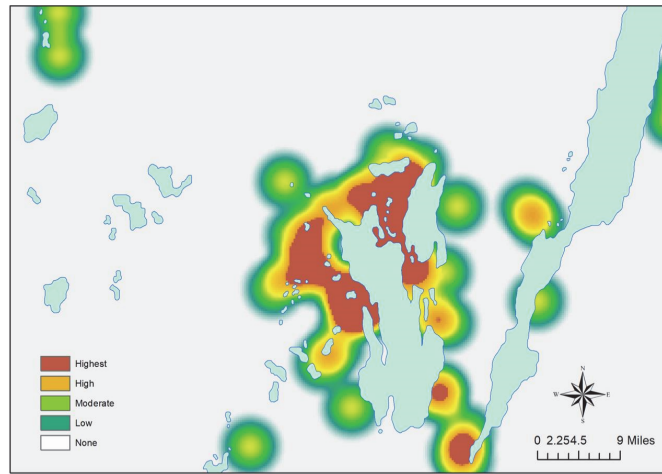 Highest
High
Moderate
Low
None
N
W E
S
0 2.254.5 9 Miles